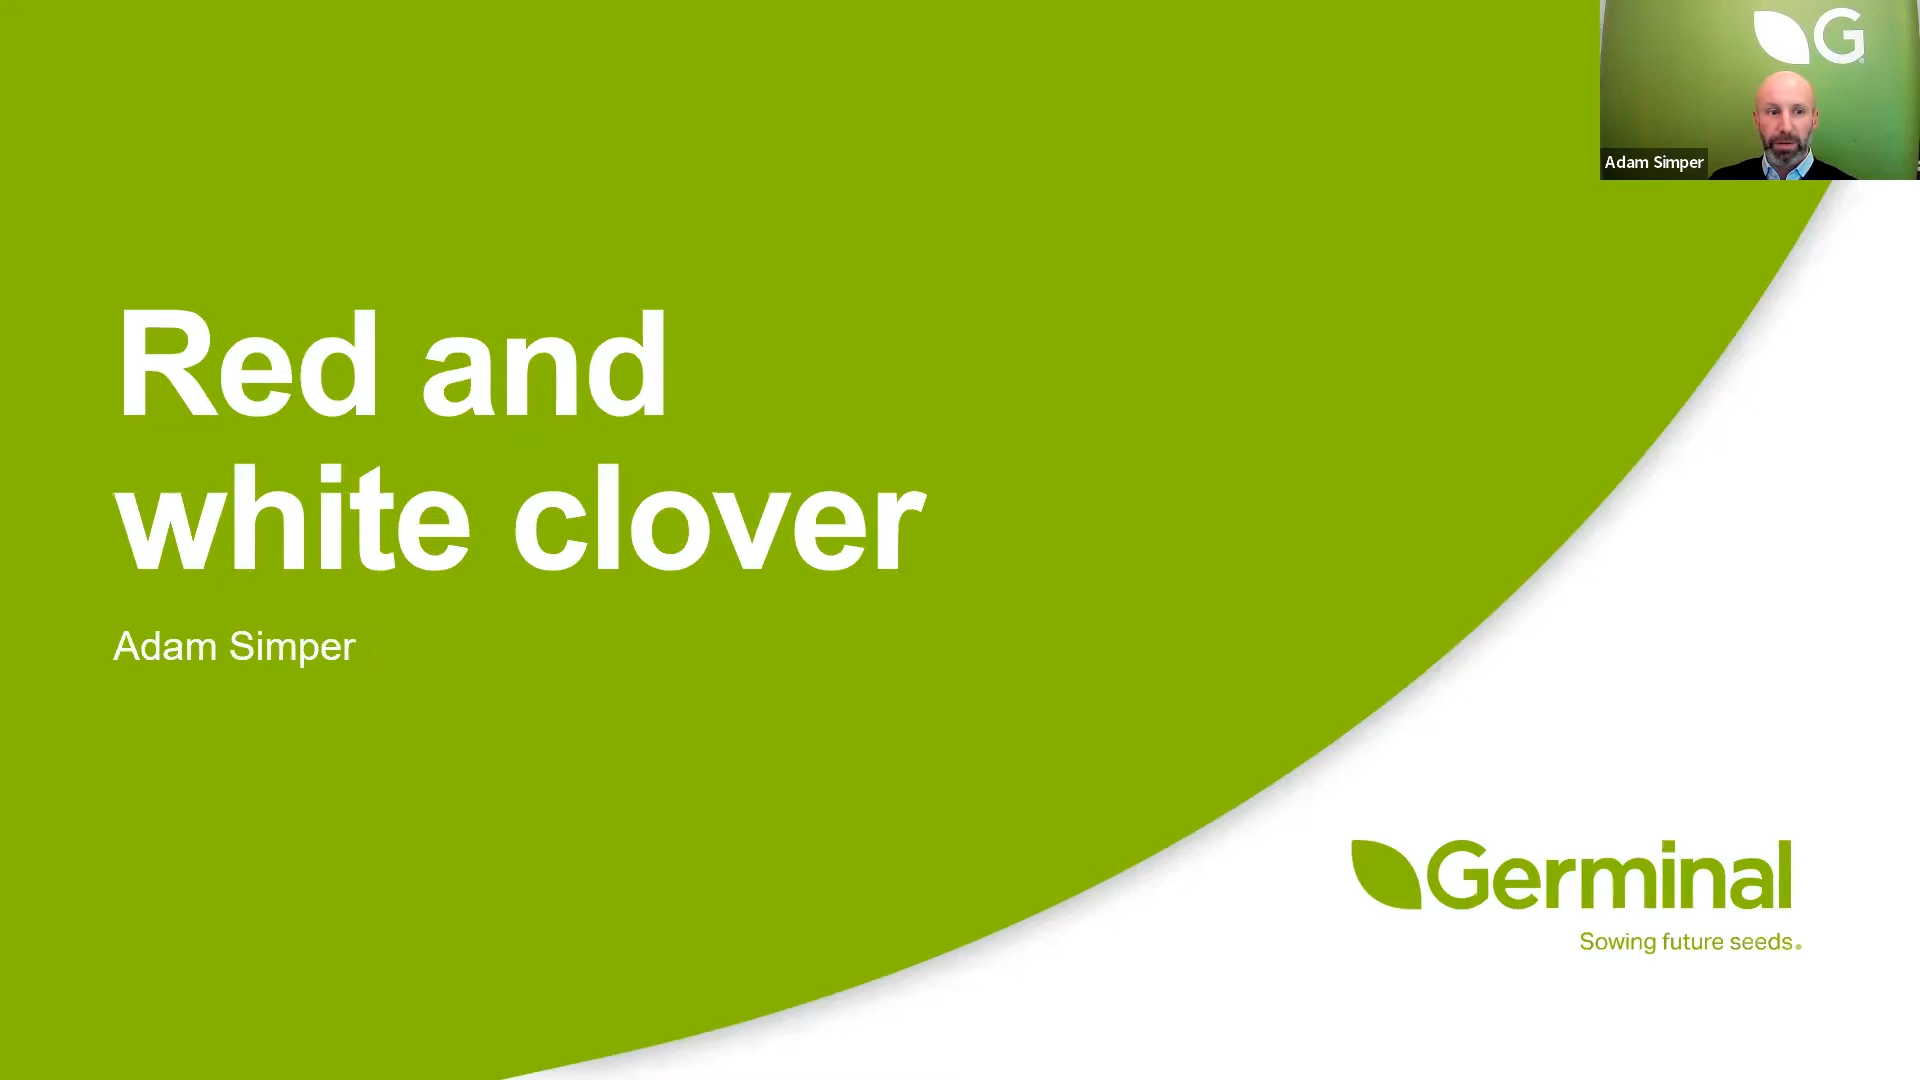 G
Adam Simper
Red and
white clover
Adam Simper
Germinal
Sowing future seeds.